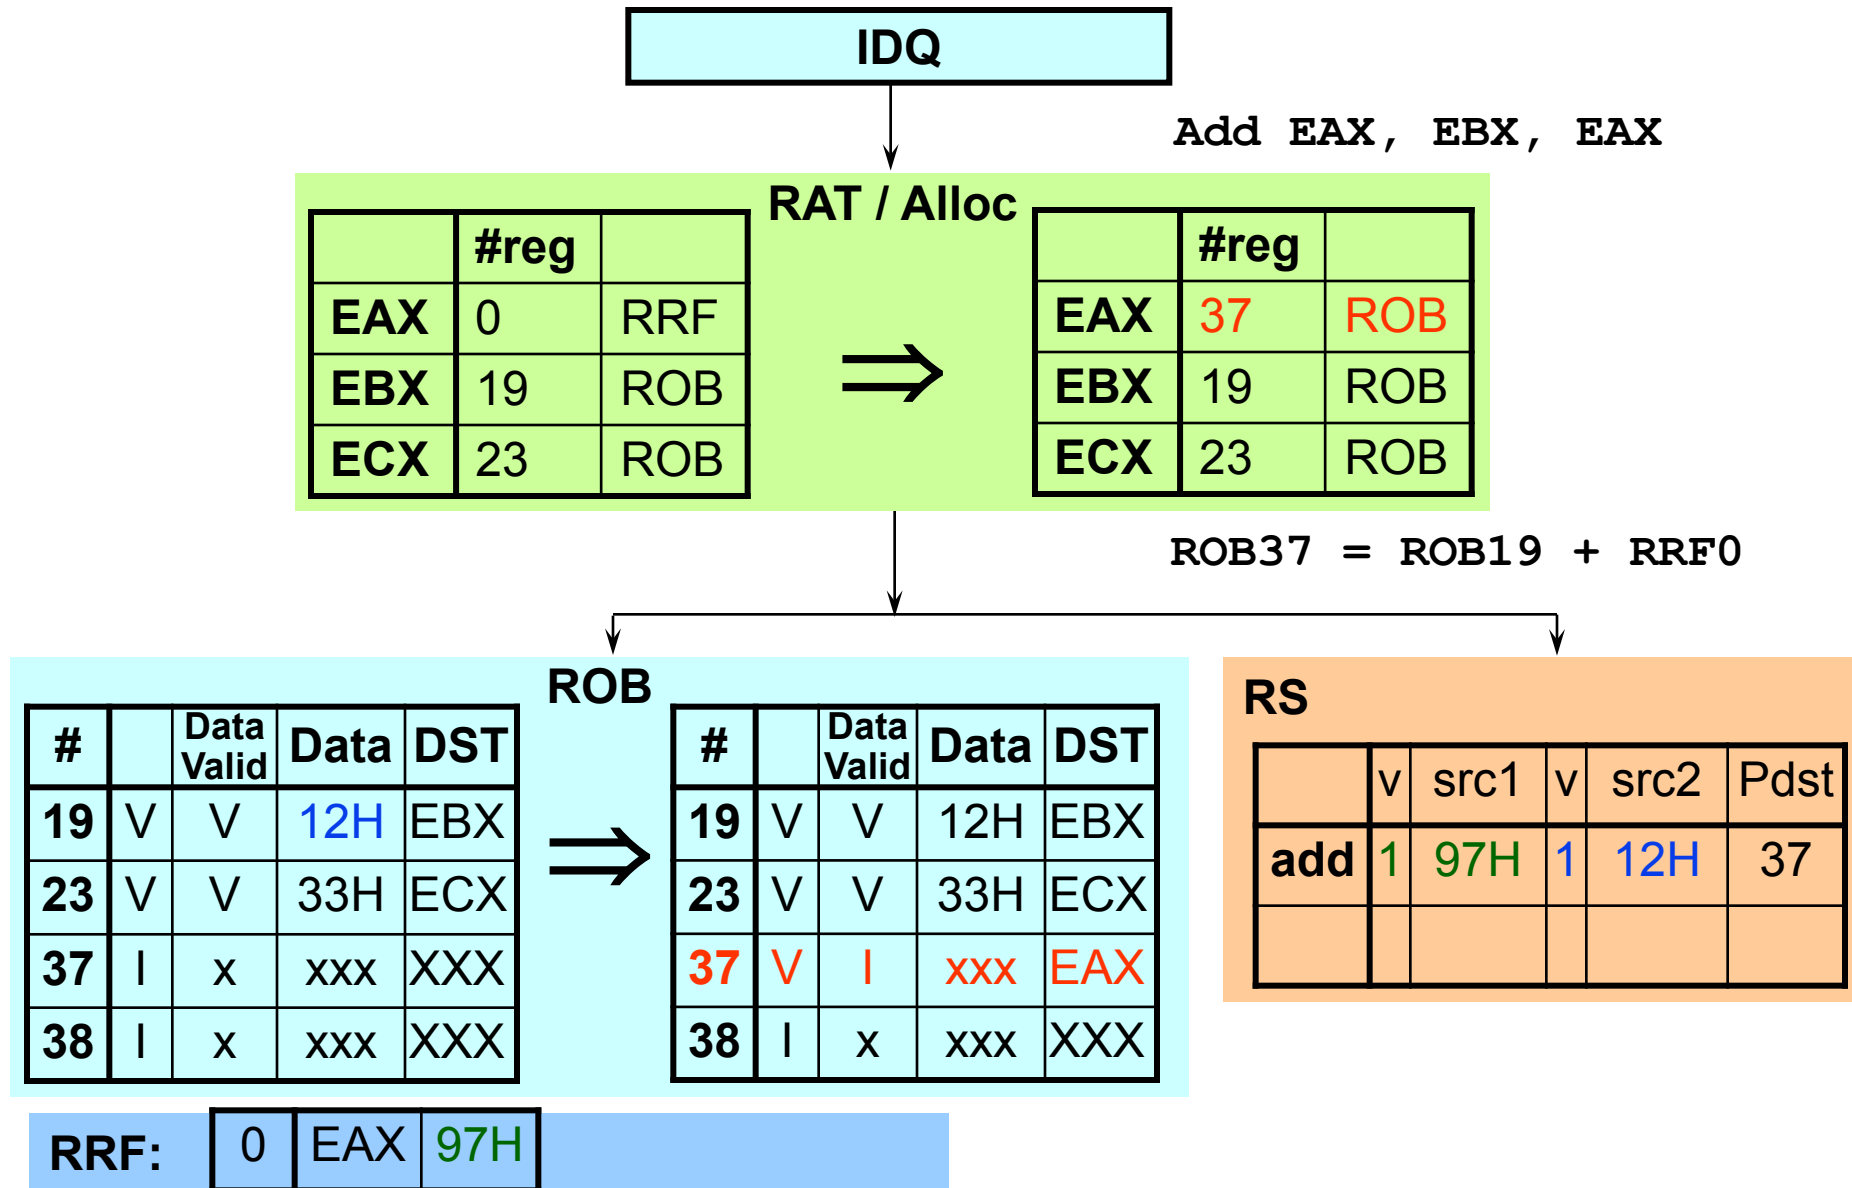 IDQ
Add EAX, EBX, EAX
RAT / Alloc
#reg
EAX 0 RRF
EBX 19 ROB
ECX 23 ROB
⇒
#reg
EAX 37 ROB
EBX 19 ROB
ECX 23 ROB
ROB37 = ROB19 + RRF0
ROB
# Data Valid Data DST
19 V V 12H EBX
23 V V 33H ECX
37 I x xxx XXX
38 I x xxx XXX
⇒
# Data Valid Data DST
19 V V 12H EBX
23 V V 33H ECX
37 V I xxx EAX
38 I x xxx XXX
RS
v src1 v src2 Pdst
add 1 97H 1 12H 37
RRF: 0 EAX 97H